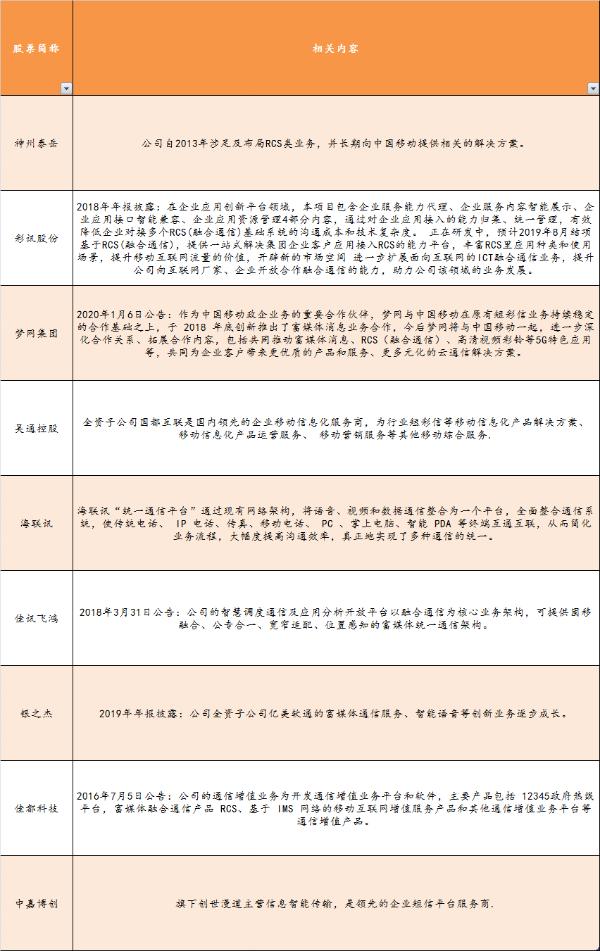 股票简称
相关内容
神州泰岳
公司自2013年涉足及布局RCS类业务，并长期向中国移动提供相关的解决方案。
彩讯股份
2018年年报披露：在企业应用创新平台领域，本项目包含企业服务能力代理、企业服务内容智能展示、企
业应用接口智能兼容、企业应用资源管理4部分内容，通过对企业应用接入的能力归集、统一管理，有效
降低企业对接多个RCS(融合通信)基础系统的沟通成本和技术复杂度。 正在研发中，预计2019年8月结项
基于RCS(融合通信)，提供一站式解决集团企业客户应用接入RCS的能力平台，丰富RCS里应用种类和使用
场景，提升移动互联网流量的价值，开辟新的市场空间 进一步扩展面向互联网的ICT融合通信业务，提升
公司向互联网厂家、企业开放合作融合通信的能力，助力公司该领域的业务发展。
梦网集团
2020年1月6日公告：作为中国移动政企业务的重要合作伙伴，梦网与中国移动在原有短彩信业务持续稳定
的合作基础之上，于 2018 年底创新推出了富媒体消息业务合作，今后梦网将与中国移动一起，进一步深
化合作关系、拓展合作内容，包括共同推动富媒体消息、RCS（融合通信）、高清视频彩铃等5G特色应用
等，共同为企业客户带来更优质的产品和服务、更多元化的云通信解决方案。
吴通控股
全资子公司国都互联是国内领先的企业移动信息化服务商，为行业短彩信等移动信息化产品解决方案、
移动信息化产品运营服务、 移动营销服务等其他移动综合服务.
海联讯
海联讯“统一通信平台”通过现有网络架构，将语音、视频和数据通信整合为一个平台，全面整合通信系
统，使传统电话、 IP 电话、传真、移动电话、 PC 、掌上电脑、智能 PDA 等终端互通互联，从而简化
业务流程，大幅度提高沟通效率，真正地实现了多种通信的统一。
佳讯飞鸿
2018年3月31日公告：公司的智慧调度通信及应用分析开放平台以融合通信为核心业务架构，可提供固移
融合、公专合一、宽窄适配、位置感知的富媒体统一通信架构。
银之杰
2019年年报披露：公司全资子公司亿美软通的富媒体通信服务、智能语音等创新业务逐步成长。
佳都科技
2016年7月5日公告：公司的通信增值业务为开发通信增值业务平台和软件，主要产品包括 12345政府热线
平台，富媒体融合通信产品 RCS、基于 IMS 网络的移动互联网增值服务产品和其他通信增值业务平台等
通信增值产品。
中嘉博创
旗下创世漫道主营信息智能传输，是领先的企业短信平台服务商.